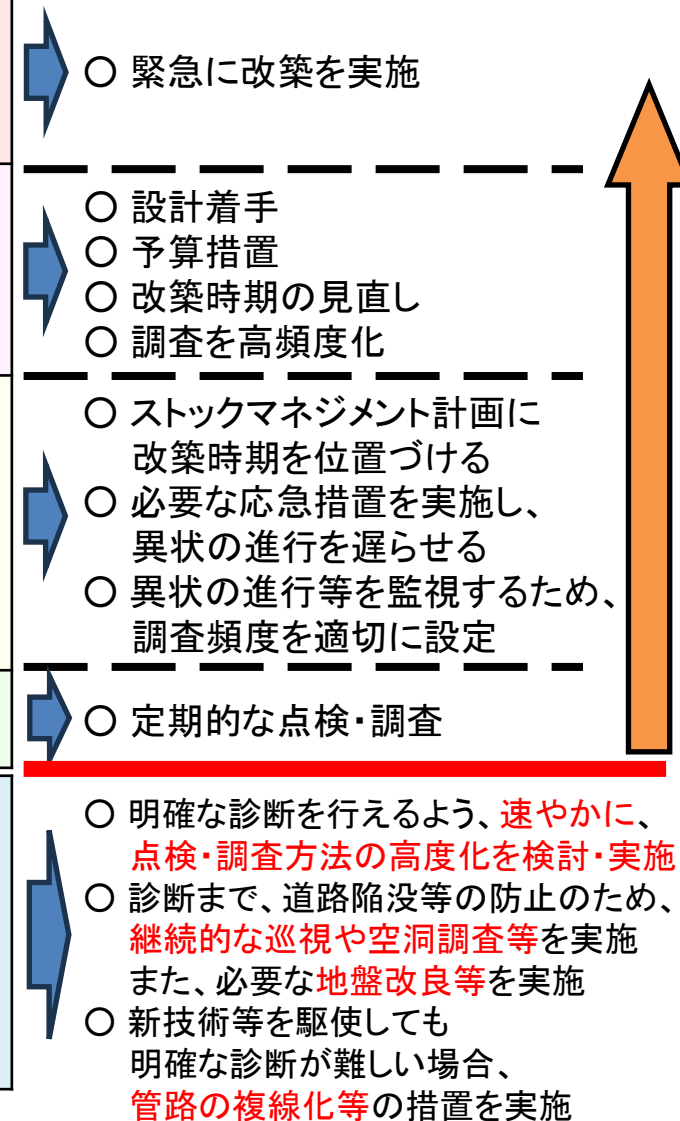 ○ 緊急に改築を実施
○ 設計着手
○ 予算措置
○ 改築時期の見直し
○ 調査を高頻度化
○ ストックマネジメント計画に
改築時期を位置づける
○ 必要な応急措置を実施し、
異状の進行を遅らせる
○ 異状の進行等を監視するため、
調査頻度を適切に設定
○ 定期的な点検・調査
○ 明確な診断を行えるよう、速やかに、
点検・調査方法の高度化を検討・実施
○ 診断まで、道路陥没等の防止のため、
継続的な巡視や空洞調査等を実施
また、必要な地盤改良等を実施
○ 新技術等を駆使しても
明確な診断が難しい場合、
管路の複線化等の措置を実施